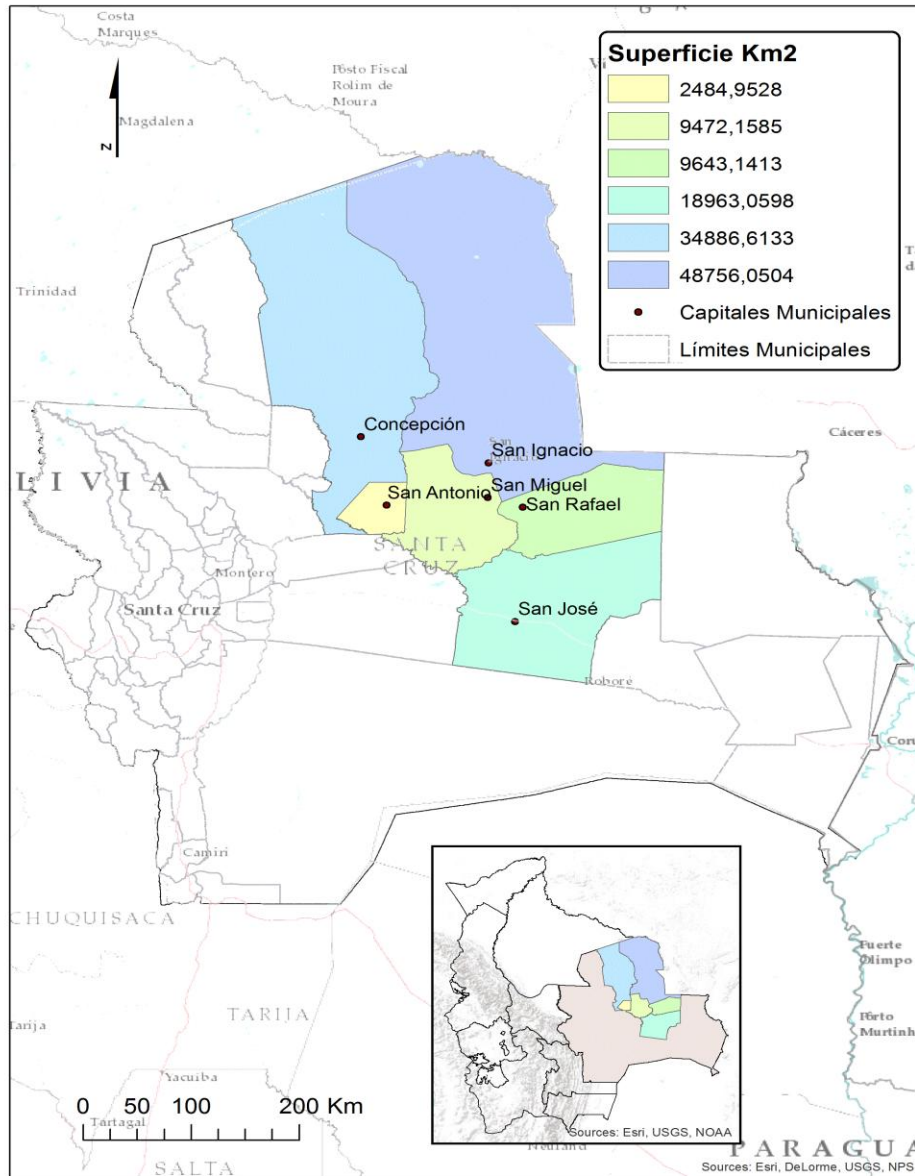 Costa
Marques
Posto Fiscal
Rolim de
Moura
Magdalena
N
Superficie Km2
2484,9528
9472,1585
9643,1413
18963,0598
34886,6133
48756,0504
Capitales Municipales
Límites Municipales
Trinidad
Concepción
Cáceres
San Ignacio
San
LIVIA
San Miguel
San Antonio
San Rafael
SANTA
CRUZ
Montero
Santa Cruz
San José
Roboré
Camiri
CHUQUISACA
Fuerte
Olimpo
TARIJA
Tarija
Porto
Murtinh
Yacuiba
0 50 100 200 Km
Tartagal
Sources: Esri, USGS, NOAA
Neuland
PARAGUA
SALTA
Sources: Esri, DeLorme, USGS, NPS